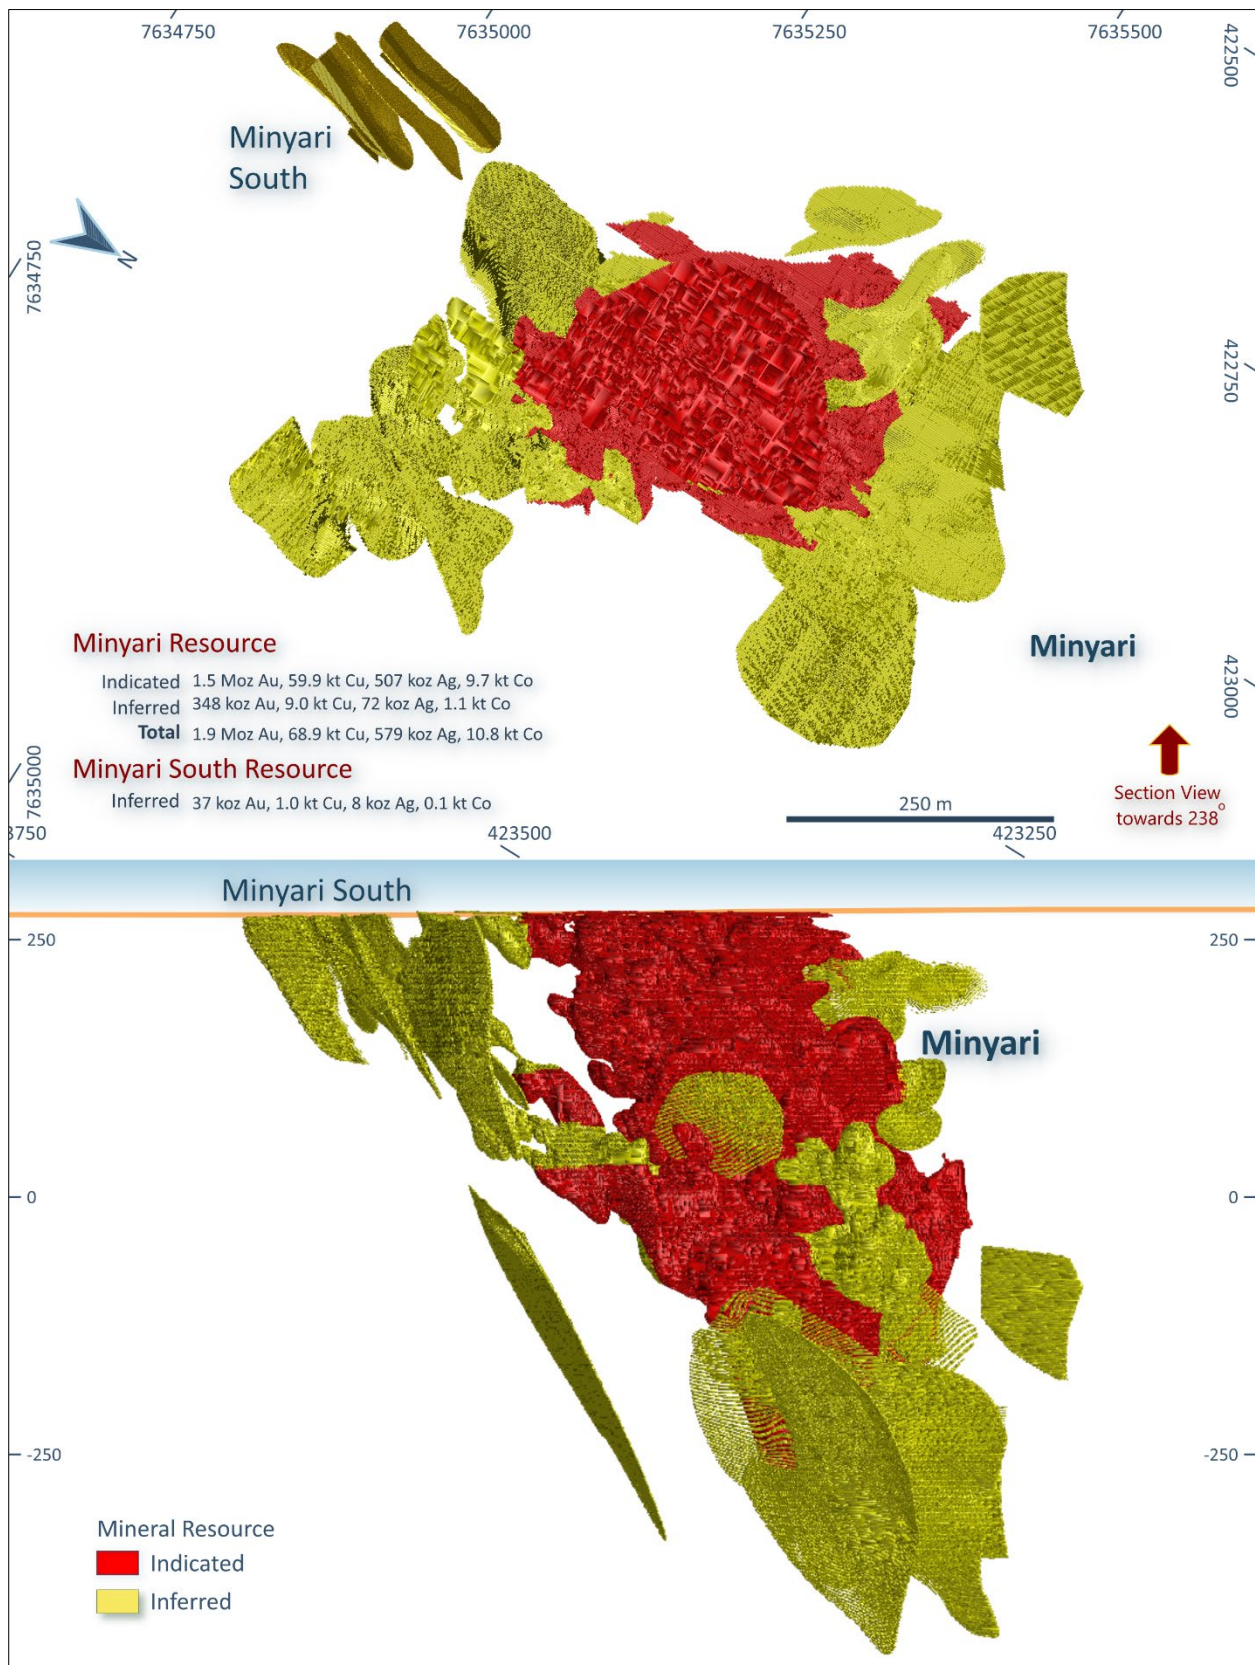 7634750
7635000
7635250
7635500
422500
Minyari
South
N
7634750
422750
Minyari
423000
Minyari Resource
Indicated 1.5 Moz Au, 59.9 kt Cu, 507 koz Ag, 9.7 kt Co
Inferred 348 koz Au, 9.0 kt Cu, 72 koz Ag, 1.1 kt Co
Total 1.9 Moz Au, 68.9 kt Cu, 579 koz Ag, 10.8 kt Co
Minyari South Resource
Inferred 37 koz Au, 1.0 kt Cu, 8 koz Ag, 0.1 kt Co
7635000
250 m
Section View
towards 238°
3750
423500
423250
Minyari South
250
250
Minyari
0
0
-250
-250
Mineral Resource
Indicated
Inferred